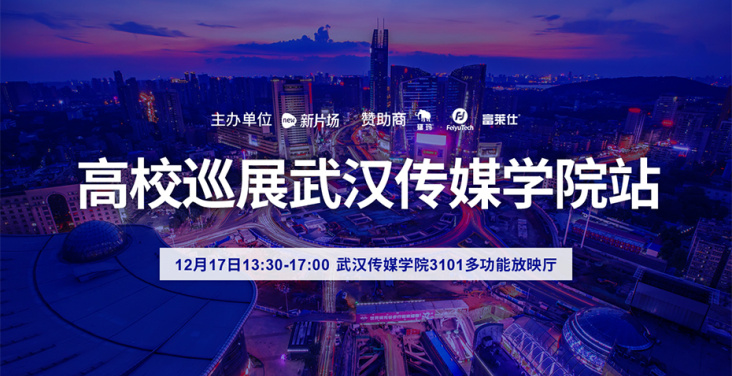 主办单位 new 新片场 赞助商 FeiyuTech 富莱仕
高校巡展武汉传媒学院站
12月17日13:30-17:00 武汉传媒学院3101多功能放映厅